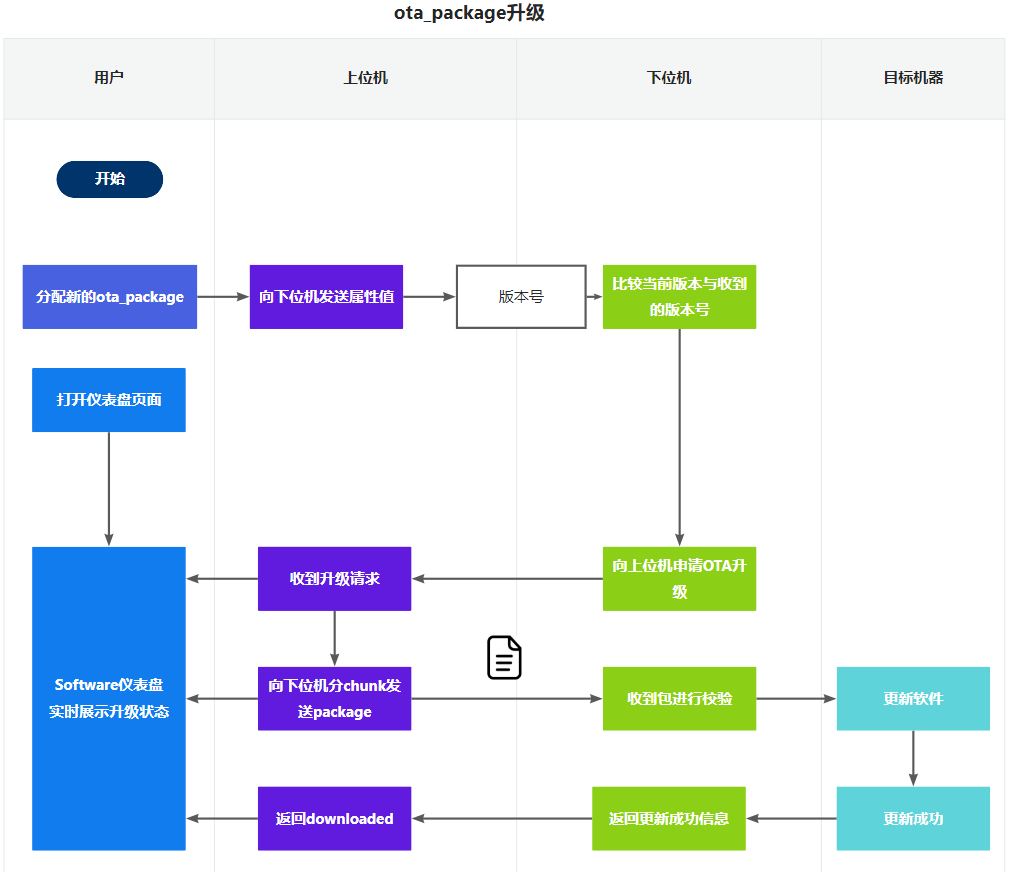 ota_package升级
用户
上位机
下位机
目标机器
开始
分配新的ota_package
向下位机发送属性值
版本号
比较当前版本与收到
的版本号
打开仪表盘页面
收到升级请求
向上位机申请OTA升
级
Software仪表盘
实时展示升级状态
向下位机分chunk发
送package
收到包进行校验
更新软件
返回downloaded
返回更新成功信息
更新成功